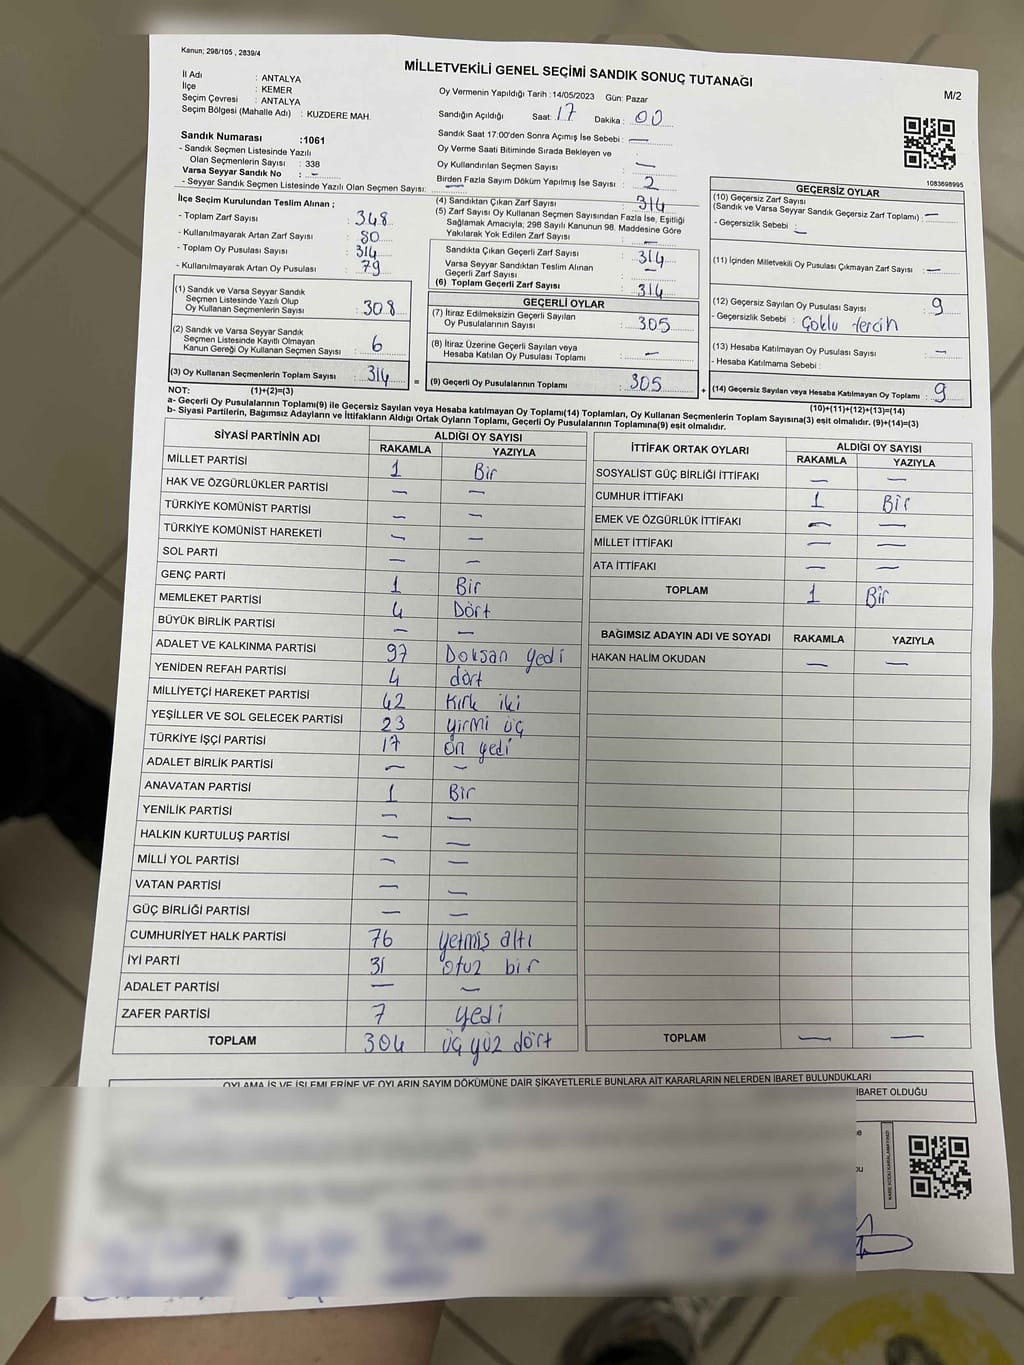 Kanun; 298/105 , 2839/4
MİLLETVEKİLİ GENEL SEÇİMİ SANDIK SONUÇ TUTANAĞI
M/2
İl Adı : ANTALYA
İlçe : KEMER
Seçim Çevresi : ANTALYA
Seçim Bölgesi (Mahalle Adı) : KUZDERE MAH.
Oy Vermenin Yapıldığı Tarih :14/05/2023 Gün: Pazar
Sandığın Açıldığı Saat: 17 Dakika : 00
Sandık Saat 17:00'den Sonra Açımış İse Sebebi : —
Oy Verme Saati Bitiminde Sırada Bekleyen ve
Oy Kullandırılan Seçmen Sayısı : —
Birden Fazla Sayım Döküm Yapılmış İse Sayısı : 2
Sandık Numarası :1061
- Sandık Seçmen Listesinde Yazılı
Olan Seçmenlerin Sayısı : 338
Varsa Seyyar Sandık No : —
- Seyyar Sandık Seçmen Listesinde Yazılı Olan Seçmen Sayısı: —
İlçe Seçim Kurulundan Teslim Alınan ;
- Toplam Zarf Sayısı : 348
- Kullanılmayarak Artan Zarf Sayısı : 80
- Toplam Oy Pusulası Sayısı : 314
- Kullanılmayarak Artan Oy Pusulası : 79
(1) Sandık ve Varsa Seyyar Sandık
Seçmen Listesinde Yazılı Olup
Oy Kullanan Seçmenlerin Sayısı : 308
(2) Sandık ve Varsa Seyyar Sandık
Seçmen Listesinde Kayıtlı Olmayan
Kanun Gereği Oy Kullanan Seçmen Sayısı : 6
(3) Oy Kullanan Seçmenlerin Toplam Sayısı : 314
(4) Sandıktan Çıkan Zarf Sayısı : 314
(5) Zarf Sayısı Oy Kullanan Seçmen Sayısından Fazla İse, Eşitliği
Sağlamak Amacıyla, 298 Sayılı Kanunun 98. Maddesine Göre
Yakılarak Yok Edilen Zarf Sayısı : —
Sandıkta Çıkan Geçerli Zarf Sayısı : 314
Varsa Seyyar Sandıktan Teslim Alınan
Geçerli Zarf Sayısı : —
(6) Toplam Geçerli Zarf Sayısı : 314
GEÇERLİ OYLAR
(7) İtiraz Edilmeksizin Geçerli Sayılan
Oy Pusulalarının Sayısı : 305
(8) İtiraz Üzerine Geçerli Sayılan veya
Hesaba Katılan Oy Pusulası Toplamı : —
= (9) Geçerli Oy Pusulalarının Toplamı : 305
1083698995
GEÇERSİZ OYLAR
(10) Geçersiz Zarf Sayısı
(Sandık ve Varsa Seyyar Sandık Geçersiz Zarf Toplamı) : —
- Geçersizlik Sebebi : —
(11) İçinden Milletvekili Oy Pusulası Çıkmayan Zarf Sayısı : —
(12) Geçersiz Sayılan Oy Pusulası Sayısı : 9
- Geçersizlik Sebebi : Çoklu tercih
(13) Hesaba Katılmayan Oy Pusulası Sayısı : —
- Hesaba Katılmama Sebebi :
+ (14) Geçersiz Sayılan veya Hesaba Katılmayan Oy Toplamı : 9
NOT: (1)+(2)=(3) (10)+(11)+(12)+(13)=(14)
a- Geçerli Oy Pusulalarının Toplamı(9) ile Geçersiz Sayılan veya Hesaba katılmayan Oy Toplamı(14) Toplamları, Oy Kullanan Seçmenlerin Toplam Sayısına(3) eşit olmalıdır. (9)+(14)=(3)
b- Siyasi Partilerin, Bağımsız Adayların ve İttifakların Aldığı Ortak Oyların Toplamı, Geçerli Oy Pusulalarının Toplamına(9) eşit olmalıdır.
SİYASİ PARTİNİN ADI ALDIĞI OY SAYISI
RAKAMLA YAZIYLA
MİLLET PARTİSİ 1 Bir
HAK VE ÖZGÜRLÜKLER PARTİSİ — —
TÜRKİYE KOMÜNİST PARTİSİ — —
TÜRKİYE KOMÜNİST HAREKETİ — —
SOL PARTİ — —
GENÇ PARTİ 1 Bir
MEMLEKET PARTİSİ 4 Dört
BÜYÜK BİRLİK PARTİSİ — —
ADALET VE KALKINMA PARTİSİ 97 Doksan yedi
YENİDEN REFAH PARTİSİ 4 dört
MİLLİYETÇİ HAREKET PARTİSİ 42 Kırk iki
YEŞİLLER VE SOL GELECEK PARTİSİ 23 yirmi üç
TÜRKİYE İŞÇİ PARTİSİ 17 on yedi
ADALET BİRLİK PARTİSİ — —
ANAVATAN PARTİSİ 1 Bir
YENİLİK PARTİSİ — —
HALKIN KURTULUŞ PARTİSİ — —
MİLLİ YOL PARTİSİ — —
VATAN PARTİSİ — —
GÜÇ BİRLİĞİ PARTİSİ — —
CUMHURİYET HALK PARTİSİ 76 yetmiş altı
İYİ PARTİ 31 otuz bir
ADALET PARTİSİ — —
ZAFER PARTİSİ 7 yedi
TOPLAM 304 üç yüz dört
İTTİFAK ORTAK OYLARI ALDIĞI OY SAYISI
RAKAMLA YAZIYLA
SOSYALİST GÜÇ BİRLİĞİ İTTİFAKI — —
CUMHUR İTTİFAKI 1 Bir
EMEK VE ÖZGÜRLÜK İTTİFAKI — —
MİLLET İTTİFAKI — —
ATA İTTİFAKI — —
TOPLAM 1 Bir
BAĞIMSIZ ADAYIN ADI VE SOYADI RAKAMLA YAZIYLA
HAKAN HALİM OKUDAN — —
TOPLAM — —
OYLAMA İŞ VE İŞLEMLERİNE VE OYLARIN SAYIM DÖKÜMÜNE DAİR ŞİKAYETLERLE BUNLARA AİT KARARLARIN NELERDEN İBARET BULUNDUKLARI
İBARET OLDUĞU